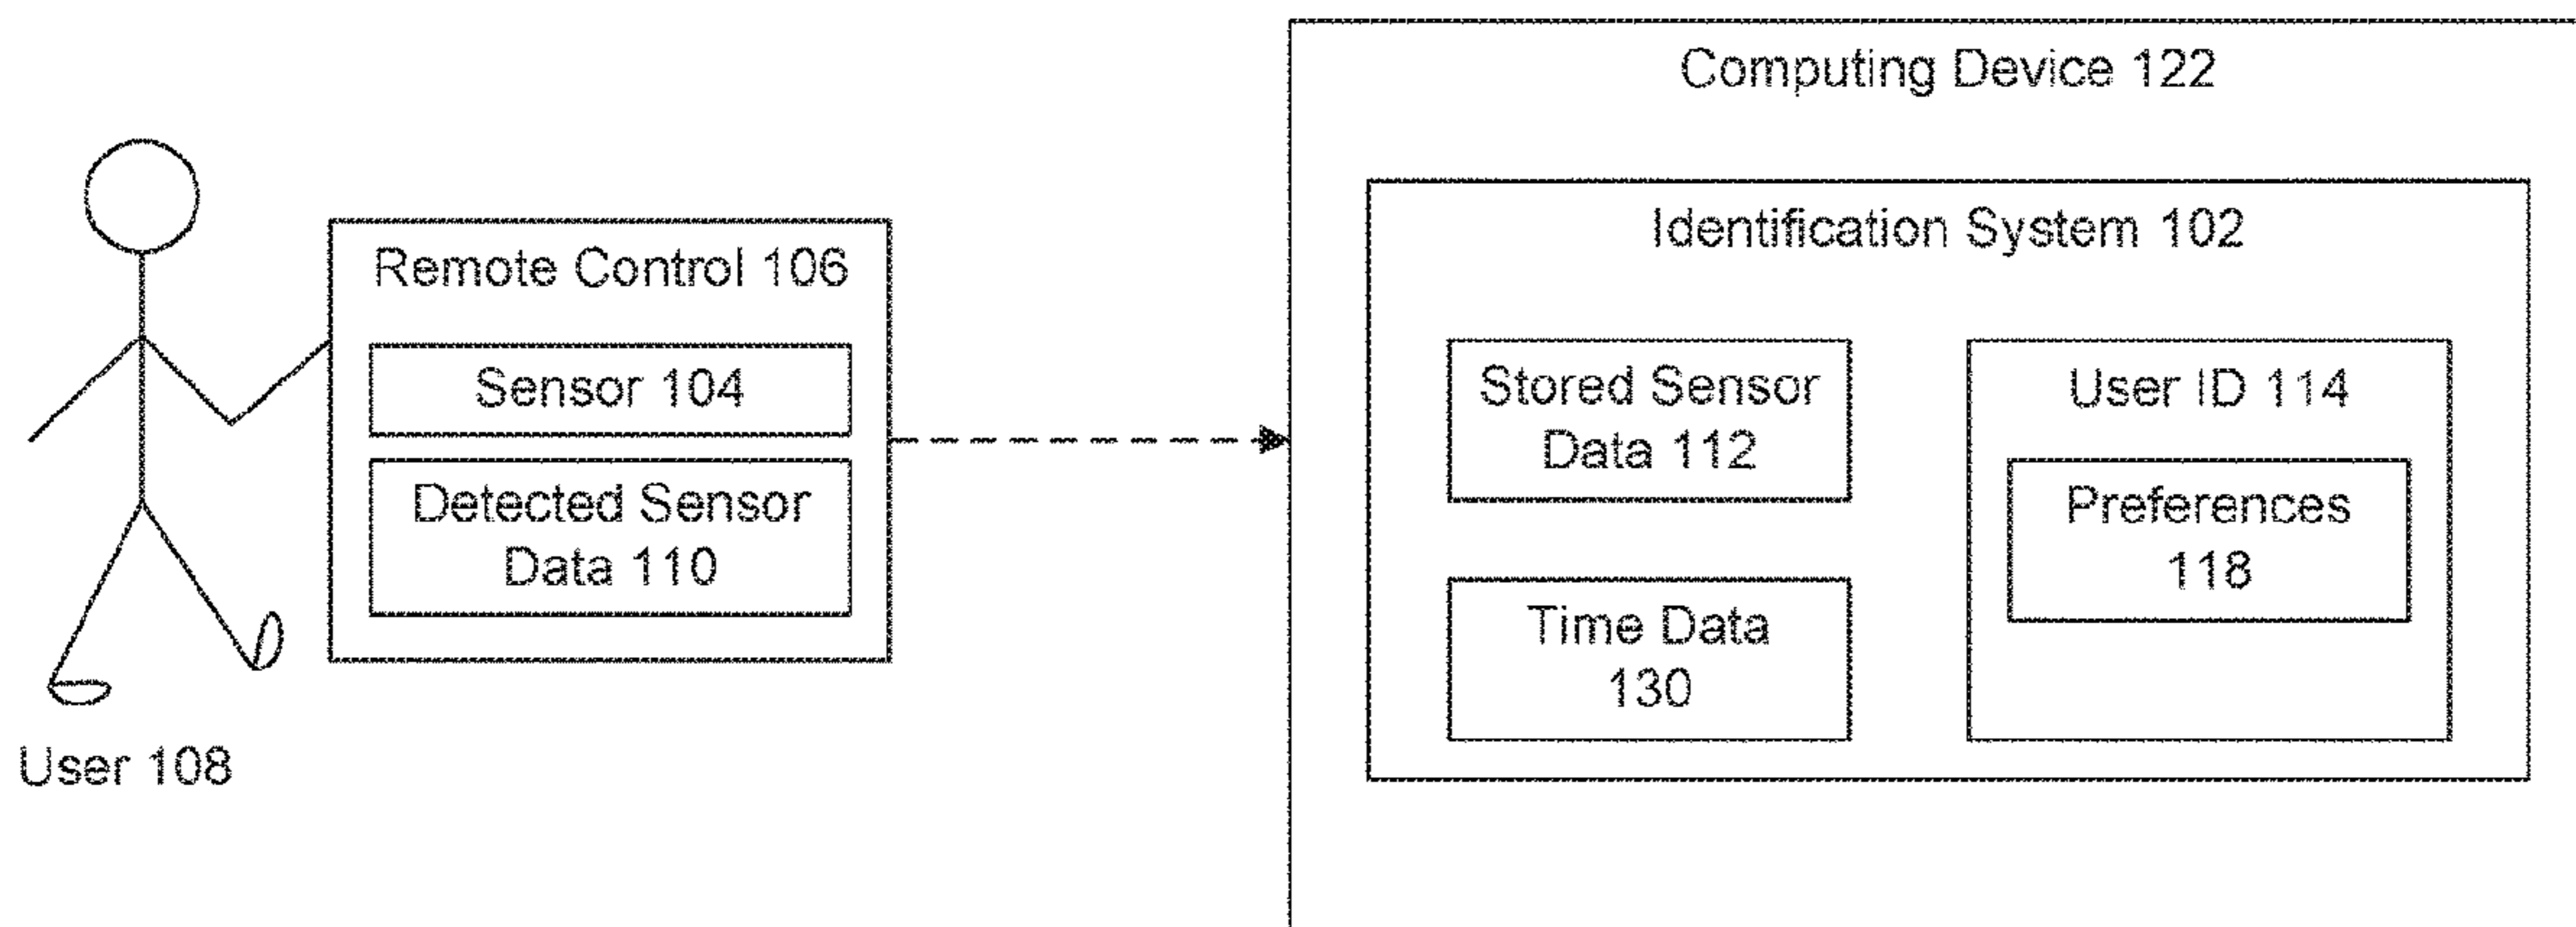 Computing Device 122
Identification System 102
Remote Control 106
Sensor 104
Detected Sensor
Data 110
Stored Sensor
Data 112
User ID 114
Preferences
118
Time Data
130
User 108